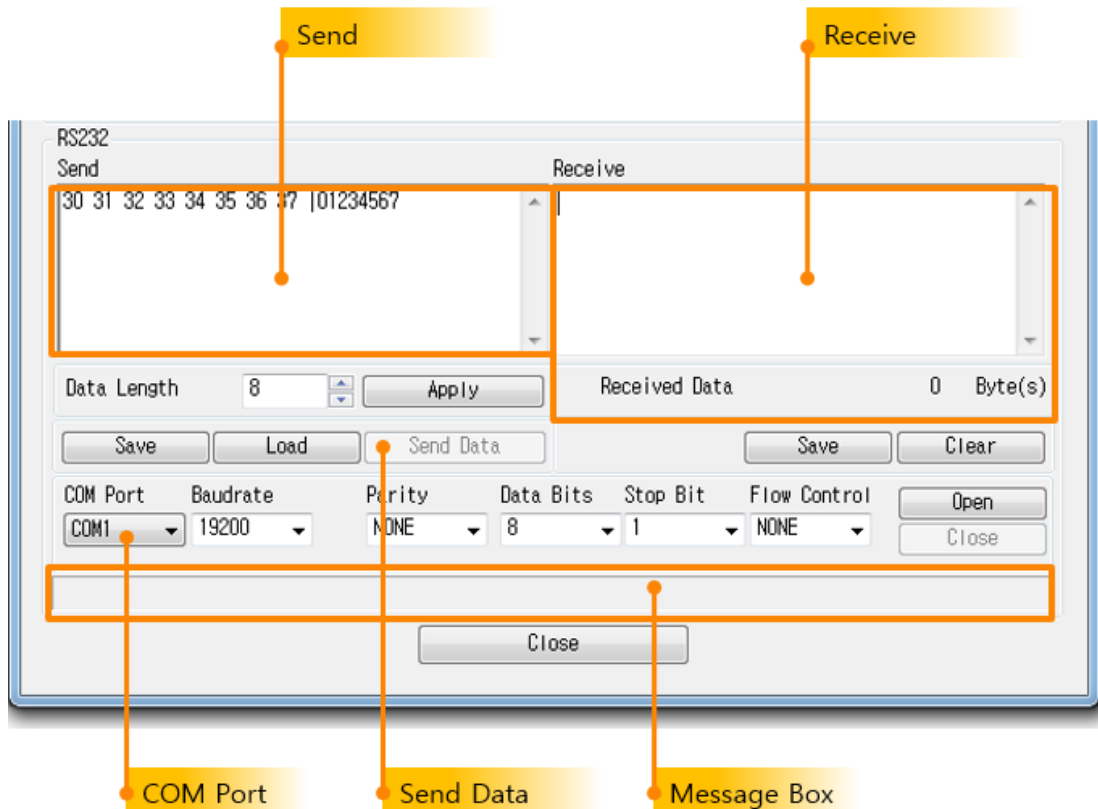 Send
Receive
RS232
Send
Receive
30 31 32 33 34 35 36 37 |01234567
Data Length 8 Apply
Received Data 0 Byte(s)
Save Load Send Data
Save Clear
COM Port Baudrate Parity Data Bits Stop Bit Flow Control Open
COM1 19200 NONE 8 1 NONE Close
Close
COM Port
Send Data
Message Box